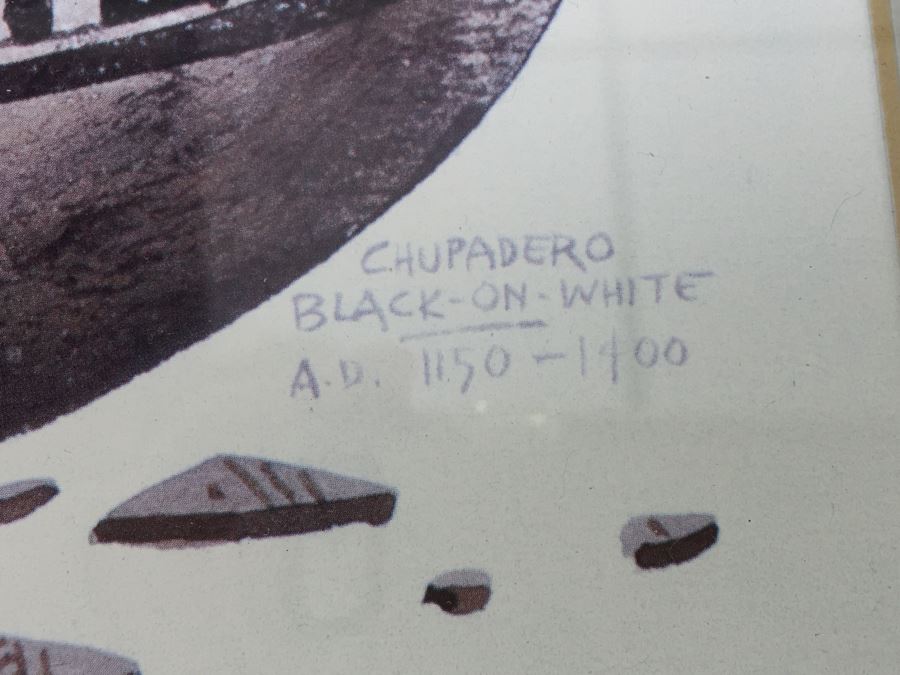 CHUPADERO
BLACK-ON-WHITE
A.D. 1150-1400